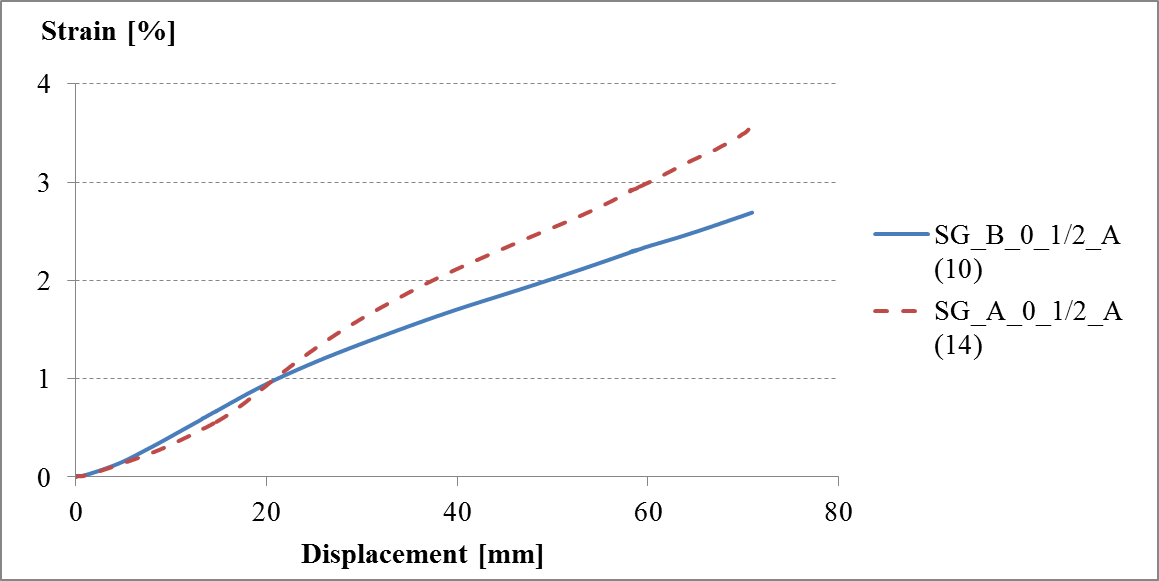 Strain [%]
4
3
2
1
0
0 20 40 60 80
Displacement [mm]
SG_B_0_1/2_A
(10)
SG_A_0_1/2_A
(14)